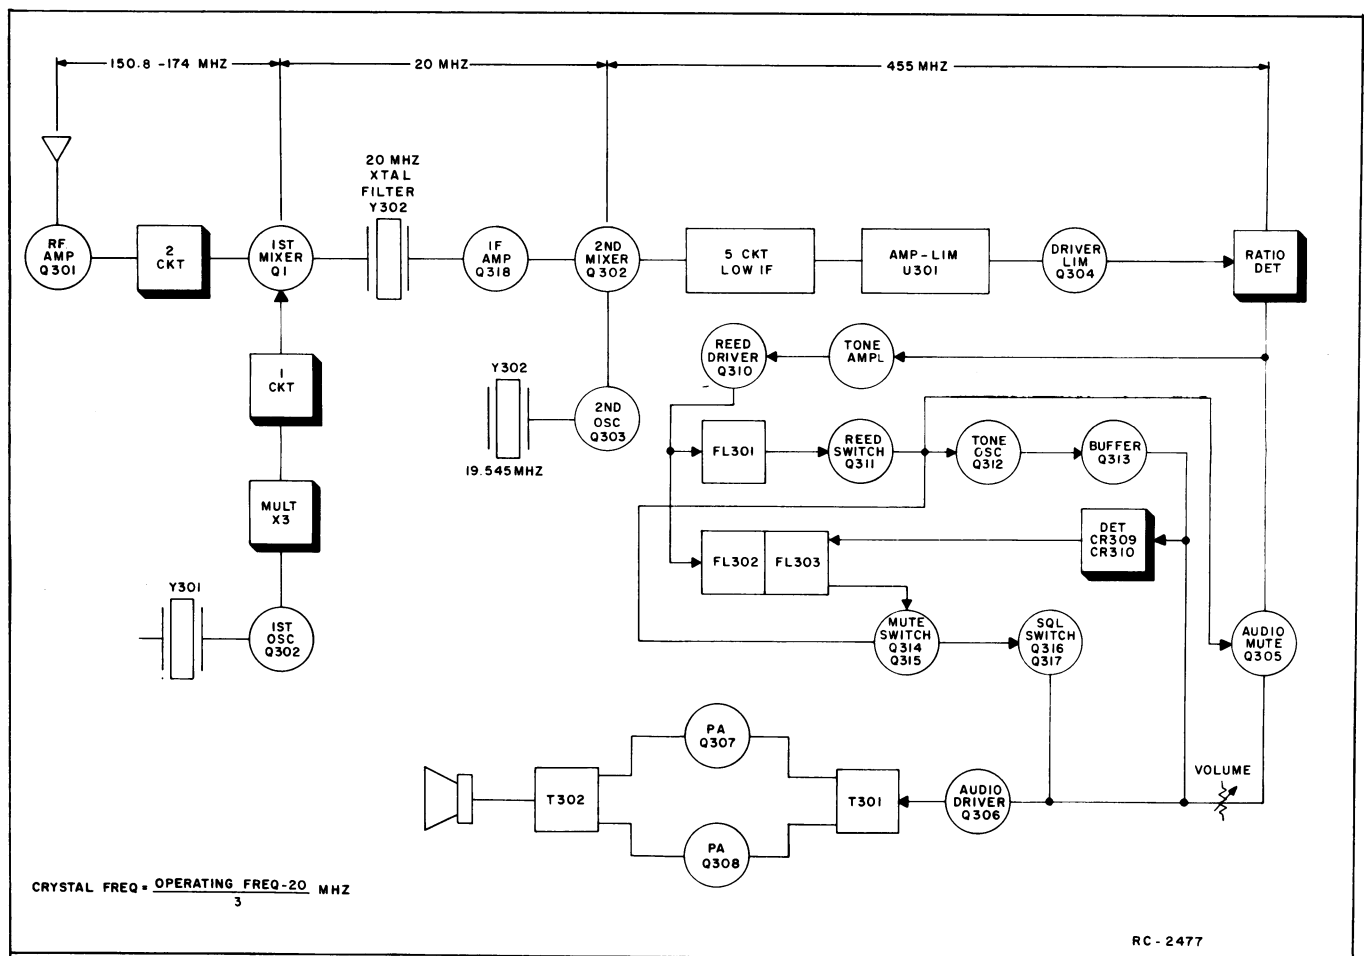 150.8 -174 MHZ
20 MHZ
455 MHZ
20 MHZ
XTAL
FILTER
Y302
RF
AMP
Q301
2
CKT
1ST
MIXER
Q1
IF
AMP
Q318
2ND
MIXER
Q302
5 CKT
LOW IF
AMP-LIM
U301
DRIVER
LIM
Q304
RATIO
DET
REED
DRIVER
Q310
TONE
AMPL
1
CKT
Y302
19.545MHZ
2ND
OSC
Q303
FL301
REED
SWITCH
Q311
TONE
OSC
Q312
BUFFER
Q313
MULT
X3
FL302
FL303
DET
CR309
CR310
Y301
1ST
OSC
Q302
MUTE
SWITCH
Q314
Q315
SQL
SWITCH
Q316
Q317
AUDIO
MUTE
Q305
PA
Q307
VOLUME
T302
T301
AUDIO
DRIVER
Q306
PA
Q308
CRYSTAL FREQ = OPERATING FREQ-20 MHZ
3
RC-2477